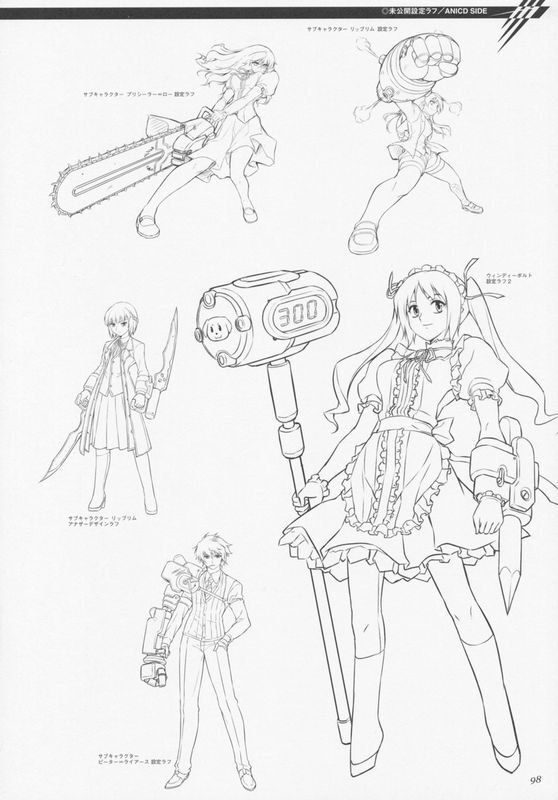 ◎未公開設定ラフ／ANICD SIDE
サブキャラクター リップリム 設定ラフ
サブキャラクター プリシーラー＝ロー 設定ラフ
ウィンディーボルト
設定ラフ2
300
サブキャラクター リップリム
アナザーデザインラフ
サブキャラクター
ピーター＝ライアース 設定ラフ
98